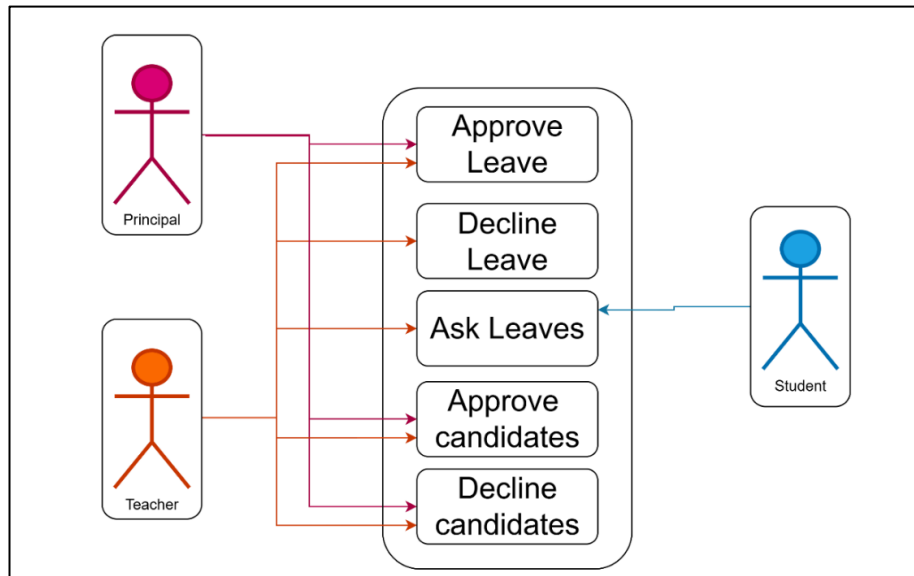 Principal
Teacher
Approve
Leave
Decline
Leave
Ask Leaves
Approve
candidates
Decline
candidates
Student